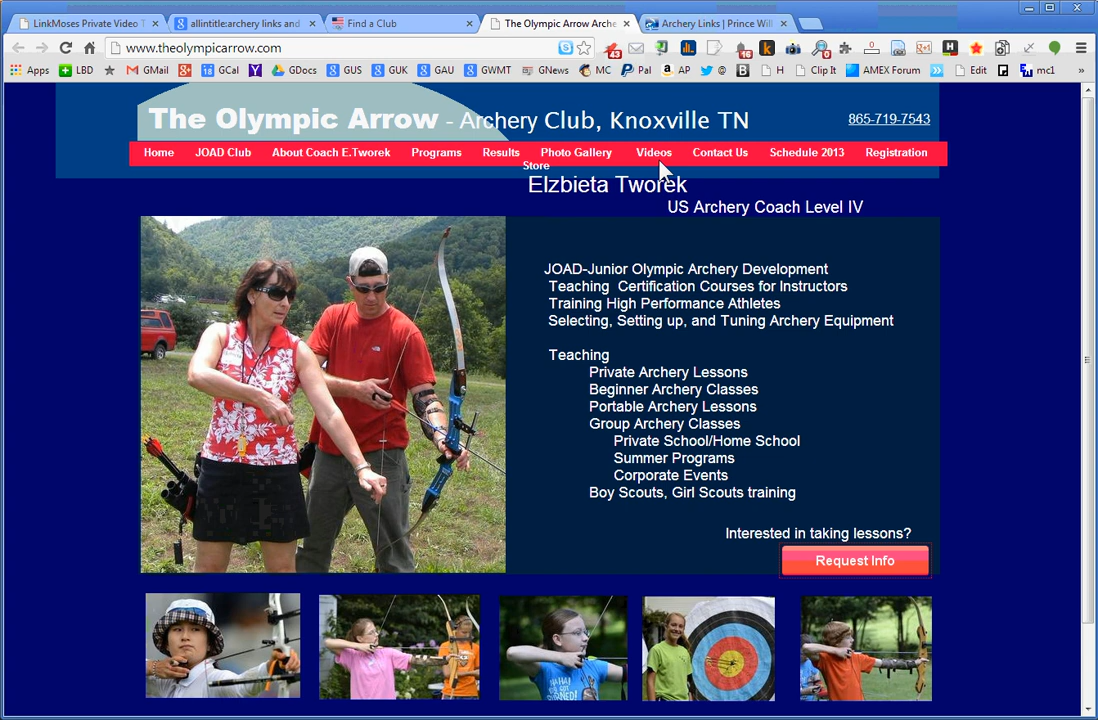 LinkMoses Private Video T
allintitle:archery links and
Find a Club
The Olympic Arrow Arche
Archery Links | Prince Will
www.theolympicarrow.com
Apps
LBD
GMail
GCal
GDocs
GUS
GUK
GAU
GWMT
GNews
MC
Pal
AP
@
H
Clip It
AMEX Forum
Edit
mc1
The Olympic Arrow - Archery Club, Knoxville TN
865-719-7543
Home JOAD Club About Coach E.Tworek Programs Results Photo Gallery Videos Contact Us Schedule 2013 Registration
Store
Elzbieta Tworek
US Archery Coach Level IV
JOAD-Junior Olympic Archery Development
Teaching Certification Courses for Instructors
Training High Performance Athletes
Selecting, Setting up, and Tuning Archery Equipment
Teaching
Private Archery Lessons
Beginner Archery Classes
Portable Archery Lessons
Group Archery Classes
Private School/Home School
Summer Programs
Corporate Events
Boy Scouts, Girl Scouts training
Interested in taking lessons?
Request Info